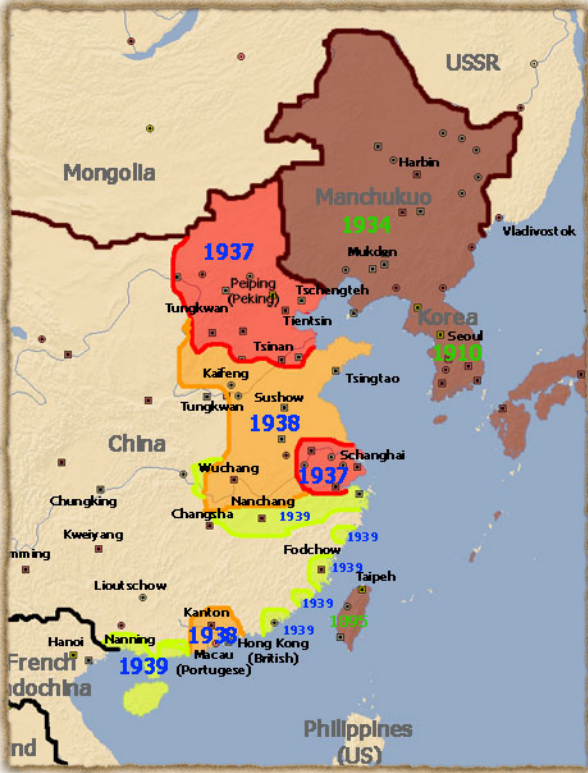 USSR
Mongolia
Harbin
Manchukuo
1934
Vladivostok
1937
Mukden
Peiping
(Peking)
Tschengteh
Tungkwan
Tientsin
Korea
Seoul
1910
Tsinan
Kaifeng
Tsingtao
Tungkwan
Sushow
1938
China
Schanghai
Wuchang
1937
Chungking
Nanchang
Changsha
1939
Kweiyang
1939
mming
Fodchow
1939
Taipeh
Lioutschow
1939
Kanton
1895
1938
1939
Hanoi
Nanning
Hong Kong
(British)
Macau
(Portugese)
1939
French
ndochina
Philippines
(US)
nd